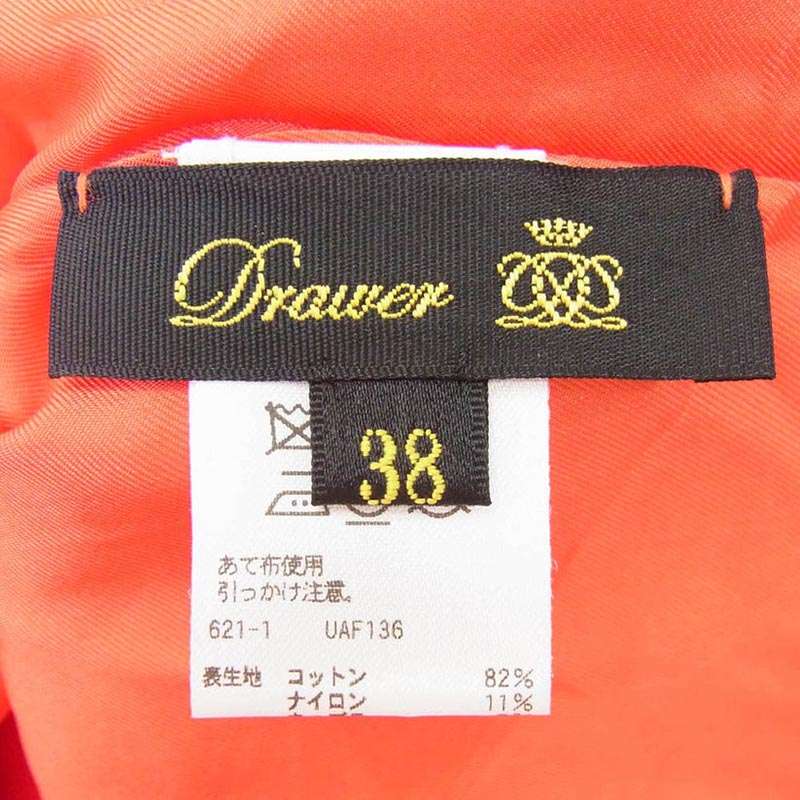 Drawer
38
あて布使用
引っかけ注意。
621-1 UAF136
表生地 コットン 82%
ナイロン 11%